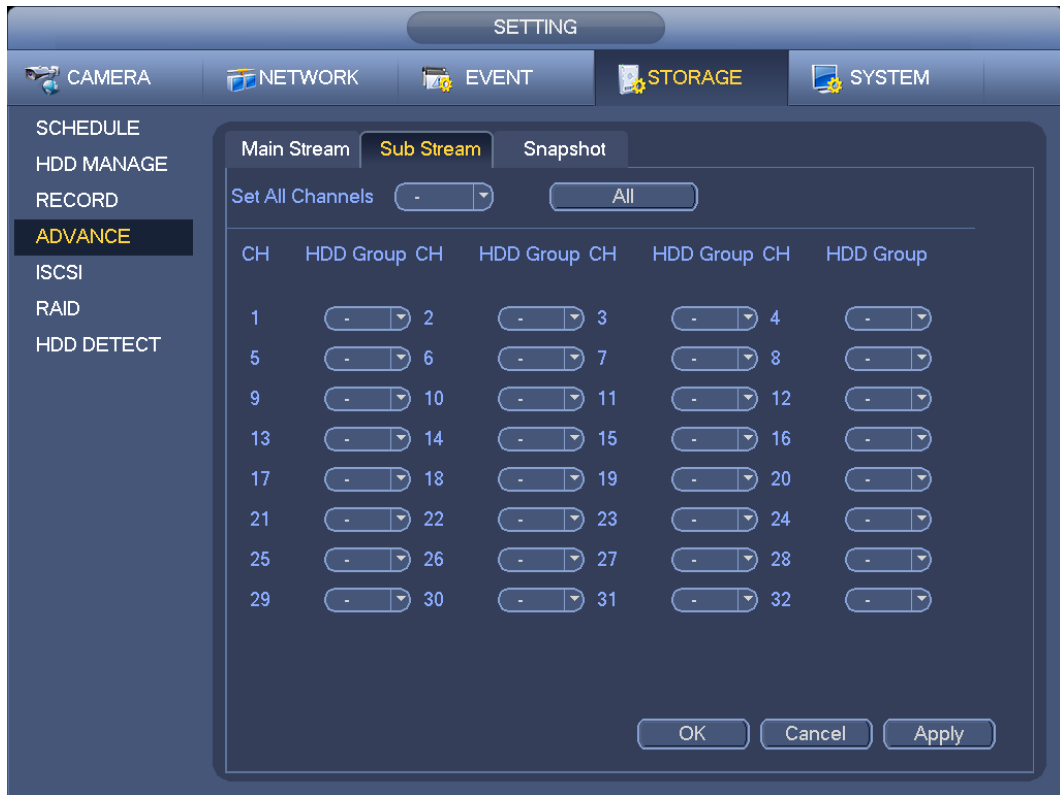 SETTING
CAMERA NETWORK EVENT STORAGE SYSTEM
SCHEDULE
HDD MANAGE
RECORD
ADVANCE
ISCSI
RAID
HDD DETECT
Main Stream Sub Stream Snapshot
Set All Channels - All
CH HDD Group CH HDD Group CH HDD Group CH HDD Group
1 - 2 - 3 - 4 -
5 - 6 - 7 - 8 -
9 - 10 - 11 - 12 -
13 - 14 - 15 - 16 -
17 - 18 - 19 - 20 -
21 - 22 - 23 - 24 -
25 - 26 - 27 - 28 -
29 - 30 - 31 - 32 -
OK Cancel Apply